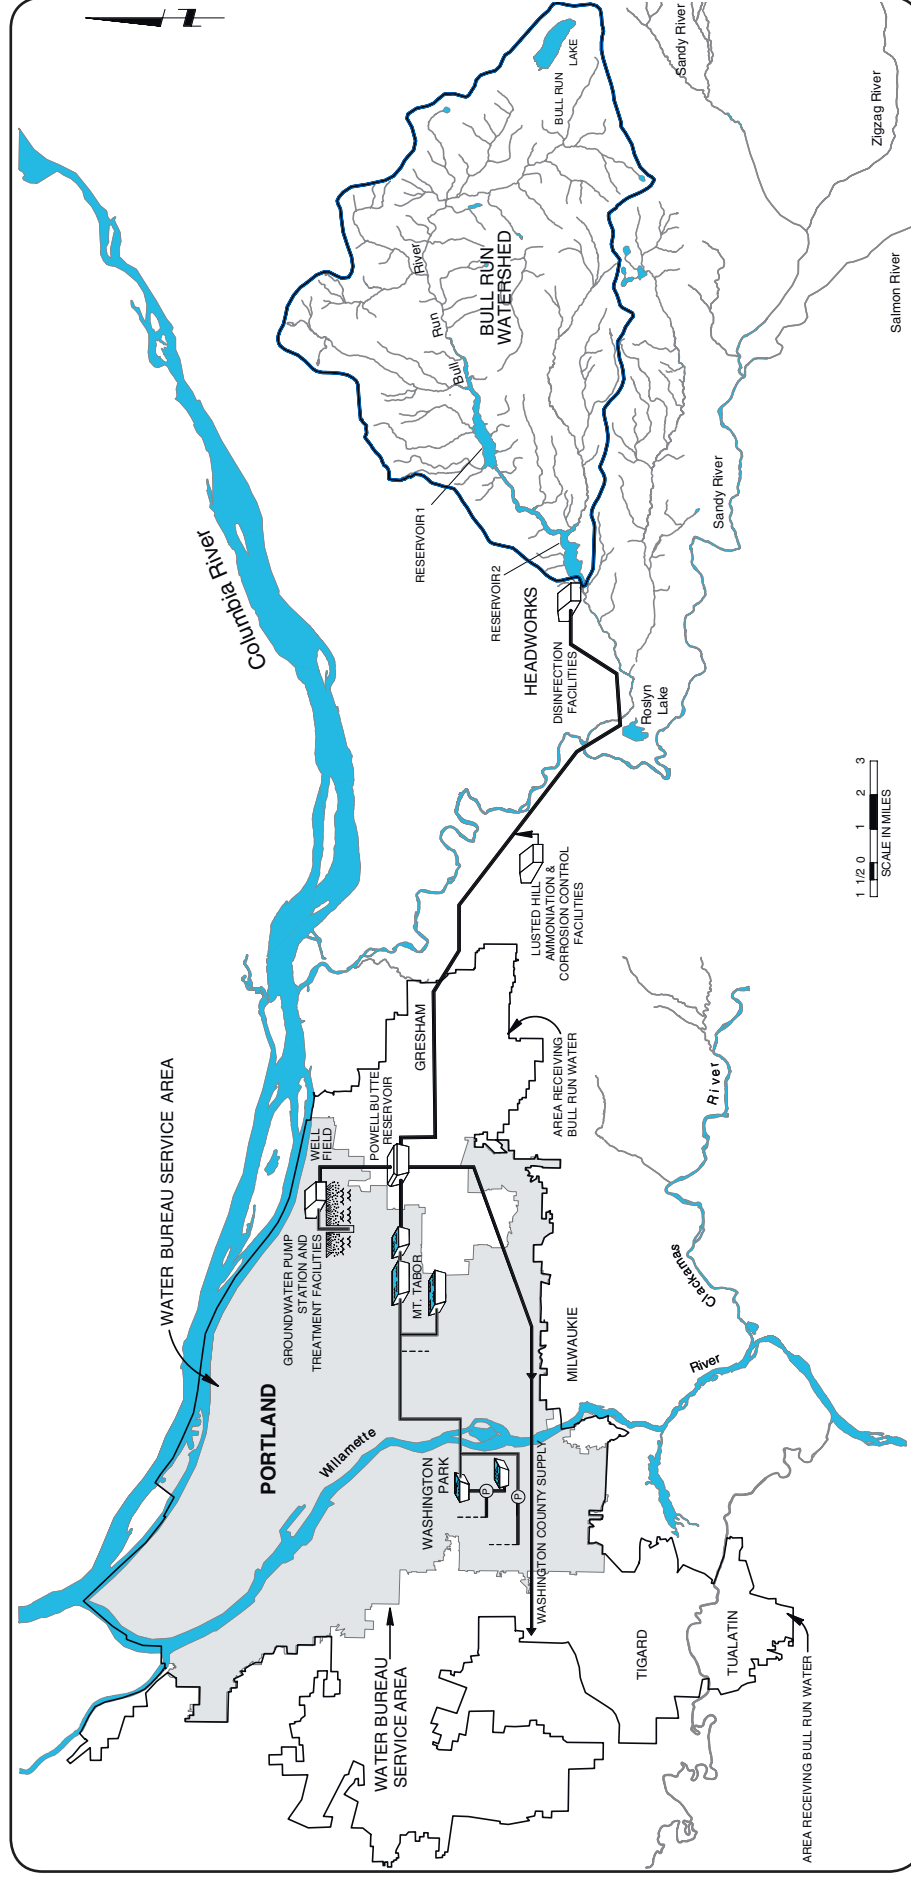 Columbia River
WATER BUREAU SERVICE AREA
PORTLAND
Willamette
River
GROUNDWATER PUMP
STATION AND
TREATMENT FACILITIES
WELL
FIELD
POWELL BUTTE
RESERVOIR
MT. TABOR
WASHINGTON
PARK
P
P
WASHINGTON COUNTY SUPPLY
WATER BUREAU
SERVICE AREA
MILWAUKIE
TIGARD
TUALATIN
AREA RECEIVING BULL RUN WATER
GRESHAM
AREA RECEIVING
BULL RUN WATER
Clackamas
River
LUSTED HILL
AMMONIATION &
CORROSION CONTROL
FACILITIES
HEADWORKS
DISINFECTION
FACILITIES
Roslyn
Lake
RESERVOIR 1
RESERVOIR 2
Bull
Run
River
BULL RUN
WATERSHED
BULL RUN
LAKE
Sandy River
Sandy River
Zigzag River
Salmon River
1 1/2 0 1 2 3
SCALE IN MILES